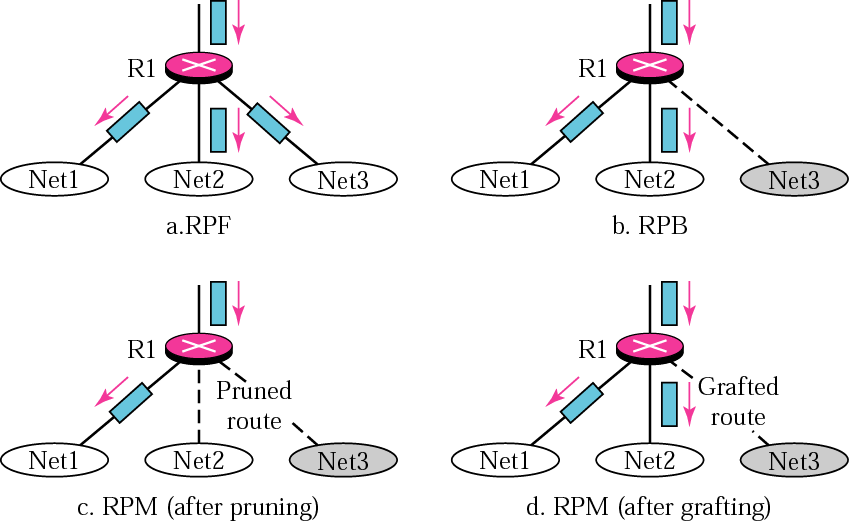 R1
Net1
Net2
Net3
a.RPF
R1
Net1
Net2
Net3
b. RPB
R1
Pruned
route
Net1
Net2
Net3
c. RPM (after pruning)
R1
Grafted
route
Net1
Net2
Net3
d. RPM (after grafting)